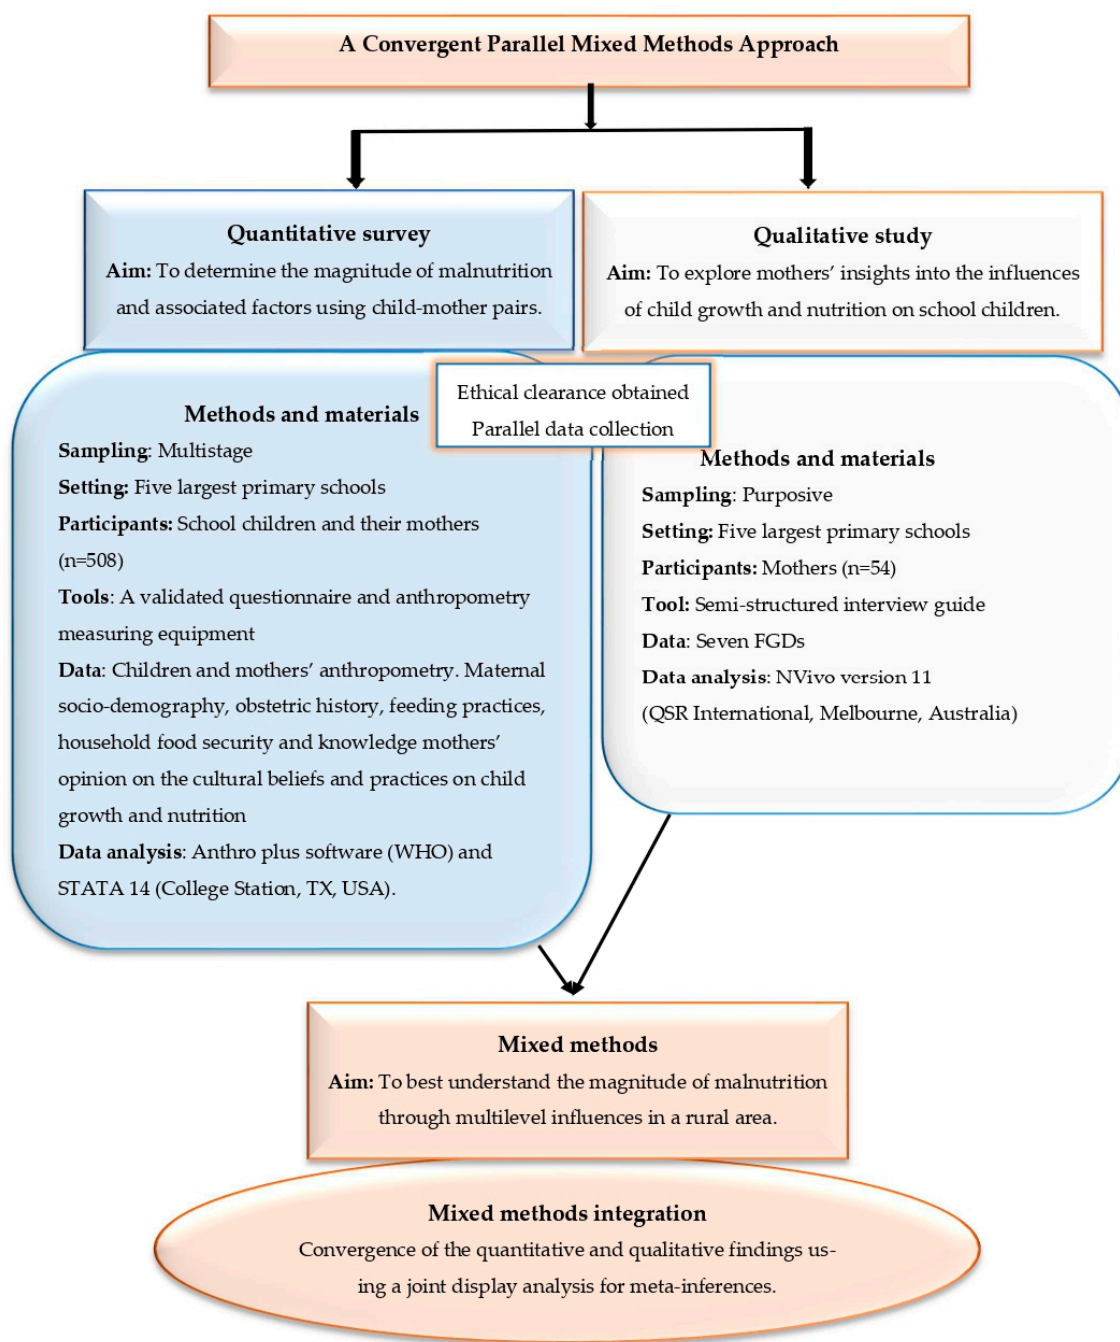 A Convergent Parallel Mixed Methods Approach
Quantitative survey
Aim: To determine the magnitude of malnutrition
and associated factors using child-mother pairs.
Qualitative study
Aim: To explore mothers’ insights into the influences
of child growth and nutrition on school children.
Ethical clearance obtained
Parallel data collection
Methods and materials
Sampling: Multistage
Setting: Five largest primary schools
Participants: School children and their mothers
(n=508)
Tools: A validated questionnaire and anthropometry
measuring equipment
Data: Children and mothers’ anthropometry. Maternal
socio-demography, obstetric history, feeding practices,
household food security and knowledge mothers’
opinion on the cultural beliefs and practices on child
growth and nutrition
Data analysis: Anthro plus software (WHO) and
STATA 14 (College Station, TX, USA).
Methods and materials
Sampling: Purposive
Setting: Five largest primary schools
Participants: Mothers (n=54)
Tool: Semi-structured interview guide
Data: Seven FGDs
Data analysis: NVivo version 11
(QSR International, Melbourne, Australia)
Mixed methods
Aim: To best understand the magnitude of malnutrition
through multilevel influences in a rural area.
Mixed methods integration
Convergence of the quantitative and qualitative findings us-
ing a joint display analysis for meta-inferences.